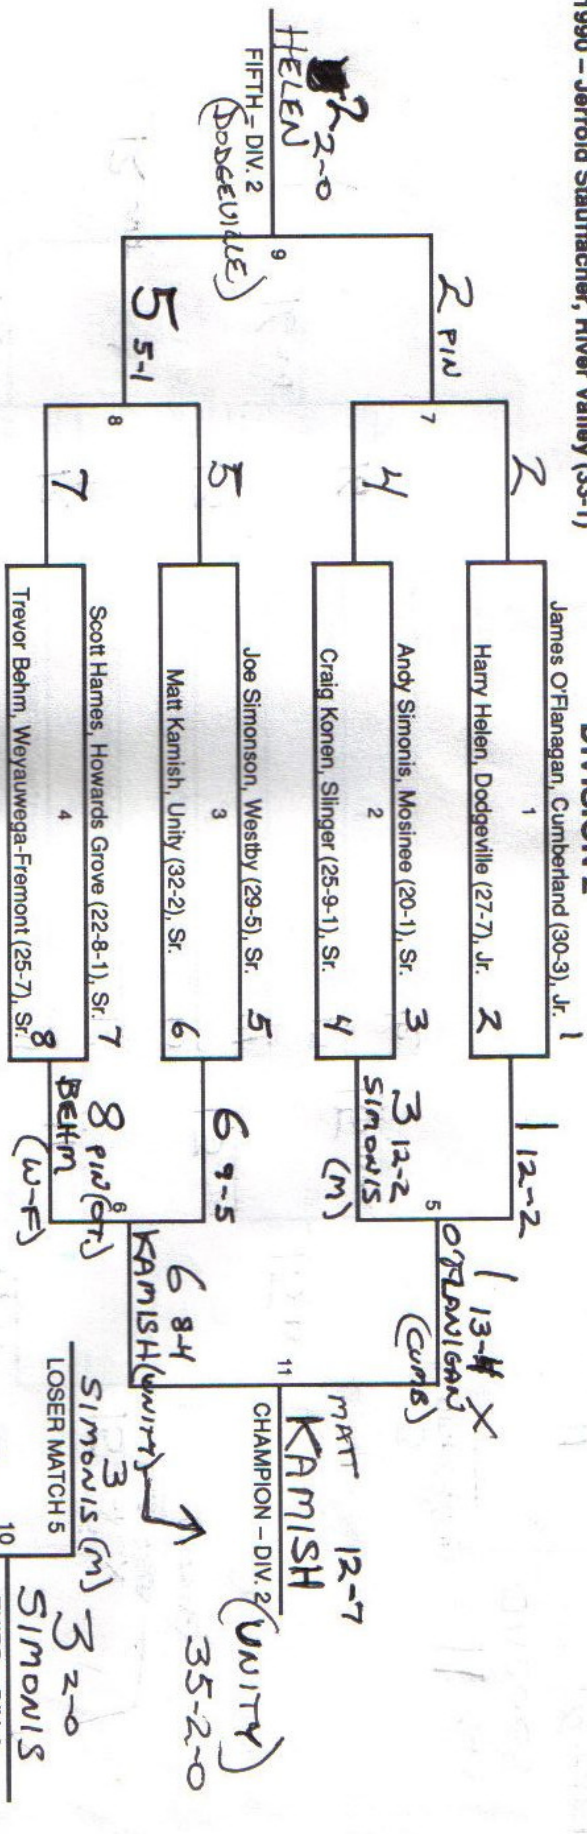 1990 – Jerrold Stauffacher, River Valley (33-1)
DIVISION 2
James O'Flanagan, Cumberland (30-3), Jr. 1
1
Harry Helen, Dodgeville (27-7), Jr. 2
Andy Simonis, Mosinee (20-1), Sr. 3
2
Craig Konen, Slinger (25-9-1), Sr. 4
Joe Simonson, Westby (29-5), Sr. 5
3
Matt Kamish, Unity (32-2), Sr. 6
Scott Hames, Howards Grove (22-8-1), Sr. 7
4
Trevor Behm, Weyauwega-Fremont (25-7), Sr. 8
2
4
7
2 PIN
5
7
8
5 5-1
9
2 2-0
HELEN
FIFTH – DIV. 2
(DODGEVILLE)
1 12-2
3 12-2
SIMONIS
(M)
5
1 13-4 X
O'FLANIGAN
(CUMB)
6 9-5
8 PIN (OT.)
BEHM
(W-F)
6
6 8-4
KAMISH (UNITY)
11
MATT 12-7
KAMISH
CHAMPION – DIV. 2
(UNITY)
35-2-0
3
SIMONIS (M)
LOSER MATCH 5
10
3 2-0
SIMONIS